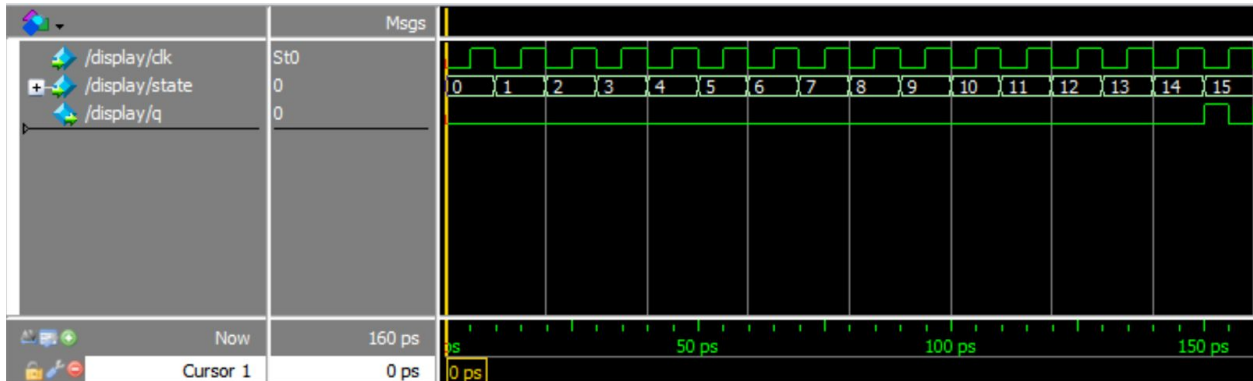 Msgs
/display/clk St0
/display/state 0 0 1 2 3 4 5 6 7 8 9 10 11 12 13 14 15
/display/q 0
Now 160 ps ps 50 ps 100 ps 150 ps
Cursor 1 0 ps 0 ps